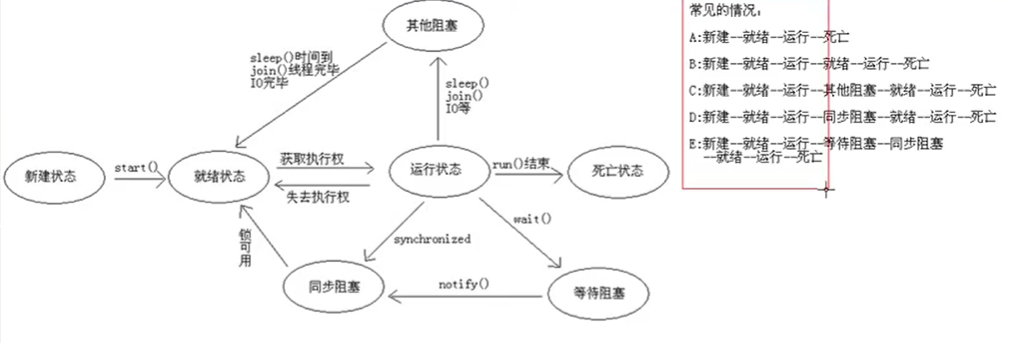 其他阻塞
sleep()时间到
join()线程完毕
IO完毕
sleep()
join()
IO等
新建状态
start()
就绪状态
获取执行权
失去执行权
运行状态
run()结束
死亡状态
wait()
synchronized
锁可用
同步阻塞
notify()
等待阻塞
常见的情况：
A:新建--就绪--运行--死亡
B:新建--就绪--运行--就绪--运行--死亡
C:新建--就绪--运行--其他阻塞--就绪--运行--死亡
D:新建--就绪--运行--同步阻塞--就绪--运行--死亡
E:新建--就绪--运行--等待阻塞--同步阻塞
--就绪--运行--死亡